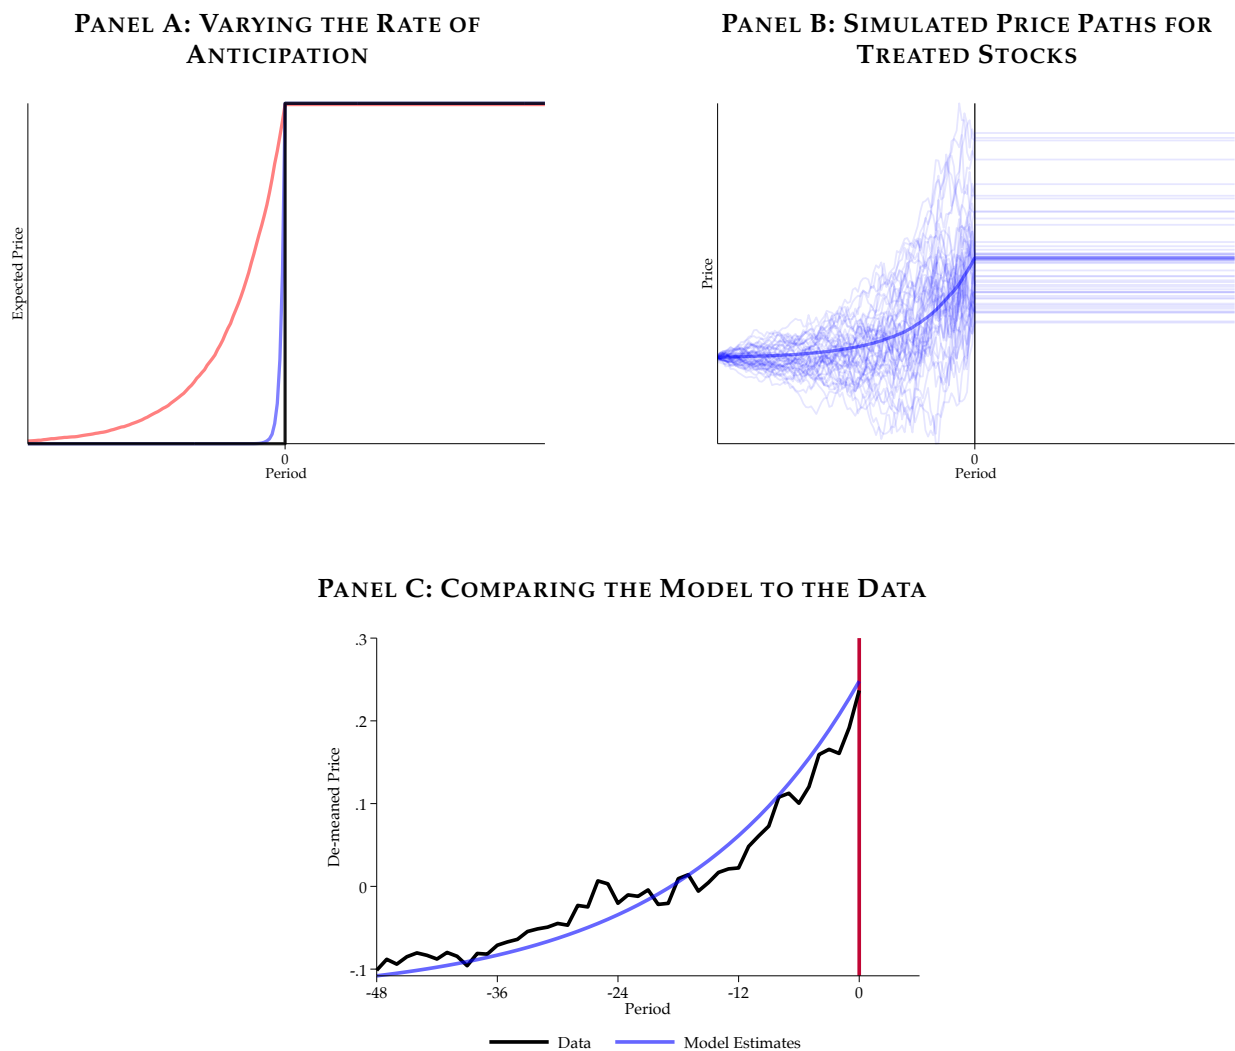 PANEL A: VARYING THE RATE OF
ANTICIPATION
Expected Price
0
Period
PANEL B: SIMULATED PRICE PATHS FOR
TREATED STOCKS
Price
0
Period
PANEL C: COMPARING THE MODEL TO THE DATA
De-meaned Price
.3
.2
.1
0
-.1
-48
-36
-24
-12
0
Period
Data
Model Estimates